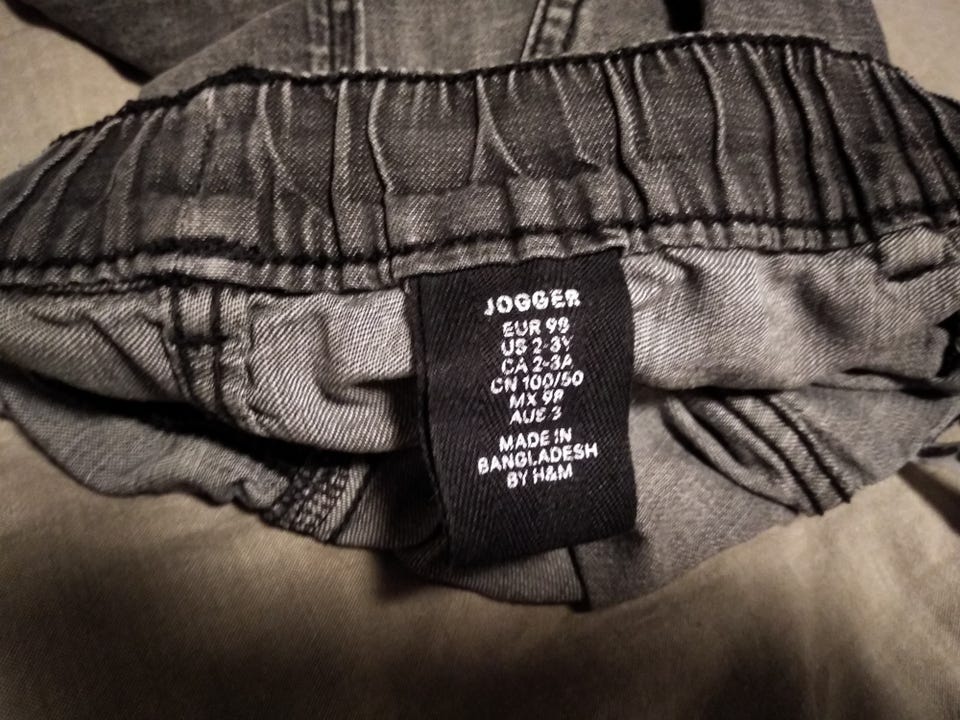 JOGGER
EUR 98
US 2-3Y
CA 2-3A
CN 100/50
MX 98
AUS 3
MADE IN
BANGLADESH
BY H&M